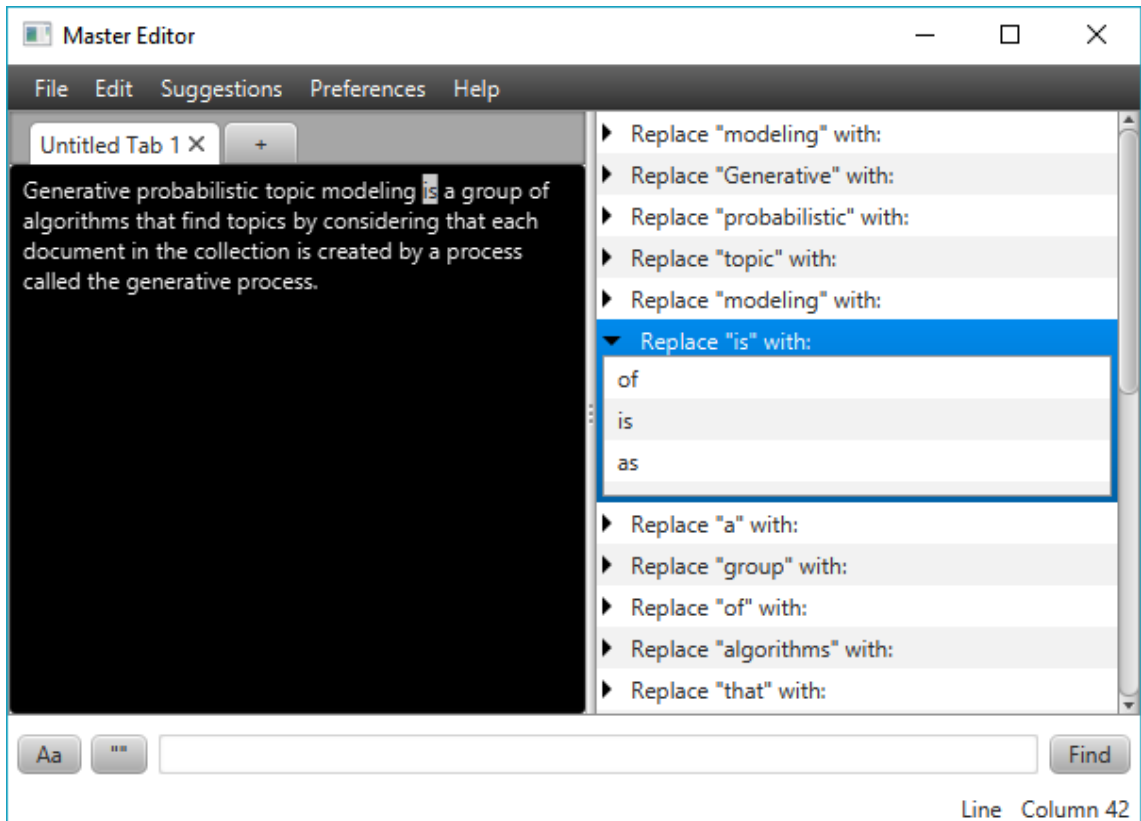 Master Editor
File Edit Suggestions Preferences Help
Untitled Tab 1 ✕ +
Generative probabilistic topic modeling is a group of
algorithms that find topics by considering that each
document in the collection is created by a process
called the generative process.
Replace "modeling" with:
Replace "Generative" with:
Replace "probabilistic" with:
Replace "topic" with:
Replace "modeling" with:
Replace "is" with:
of
is
as
Replace "a" with:
Replace "group" with:
Replace "of" with:
Replace "algorithms" with:
Replace "that" with:
Aa "" Find
Line Column 42